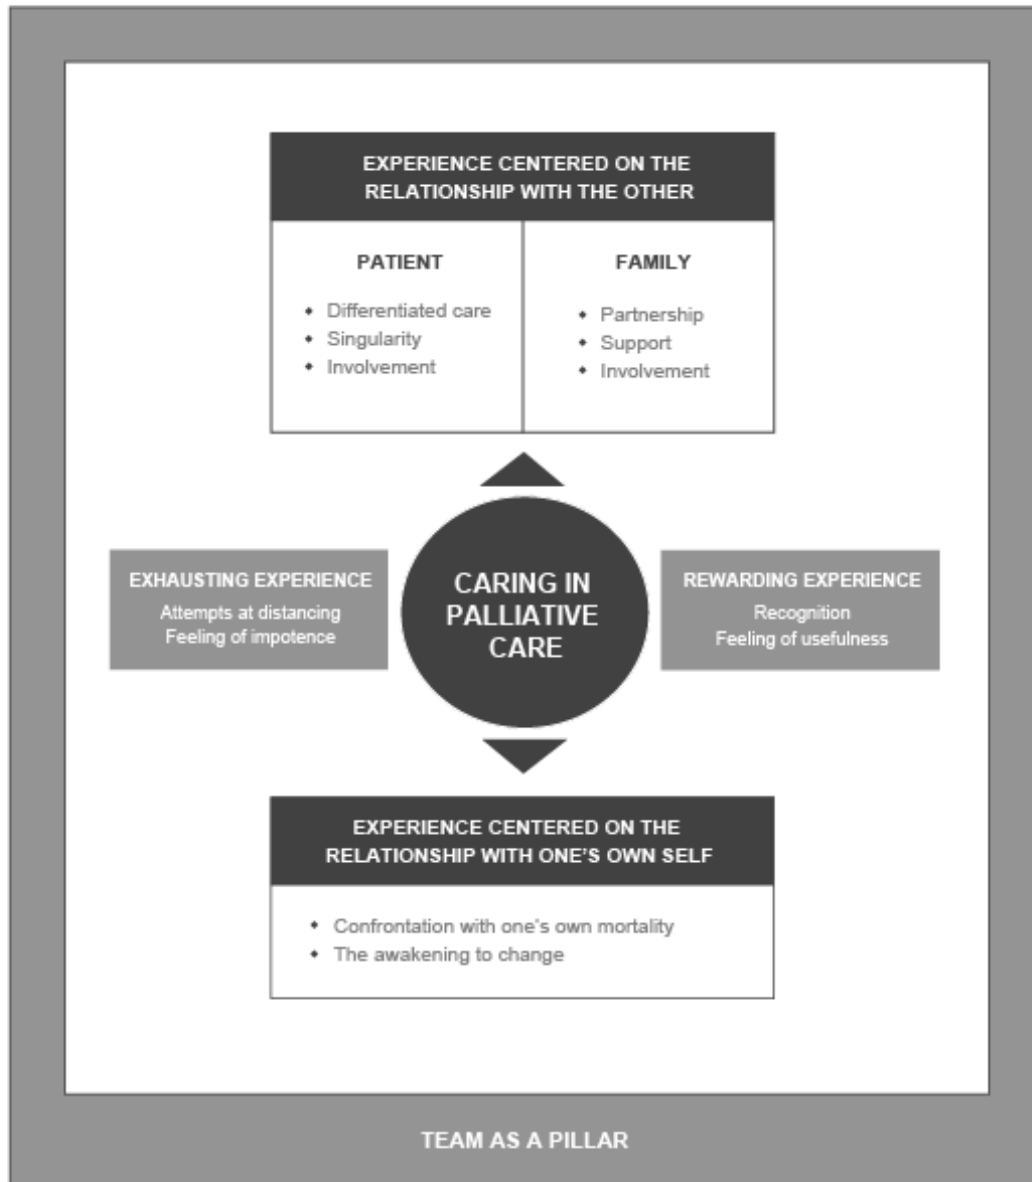 EXPERIENCE CENTERED ON THE
RELATIONSHIP WITH THE OTHER
PATIENT
• Differentiated care
• Singularity
• Involvement
FAMILY
• Partnership
• Support
• Involvement
EXHAUSTING EXPERIENCE
Attempts at distancing
Feeling of impotence
CARING IN
PALLIATIVE
CARE
REWARDING EXPERIENCE
Recognition
Feeling of usefulness
EXPERIENCE CENTERED ON THE
RELATIONSHIP WITH ONE'S OWN SELF
• Confrontation with one's own mortality
• The awakening to change
TEAM AS A PILLAR